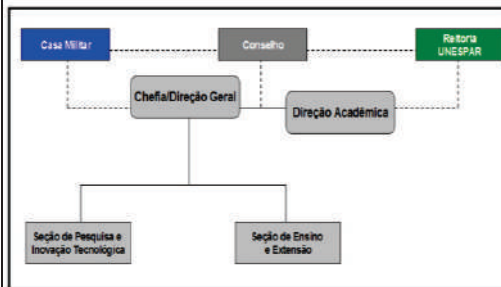 Casa Militar
Conselho
Reitoria
UNESPAR
Chefia/Direção Geral
Direção Acadêmica
Seção de Pesquisa e
Inovação Tecnológica
Seção de Ensino
e Extensão